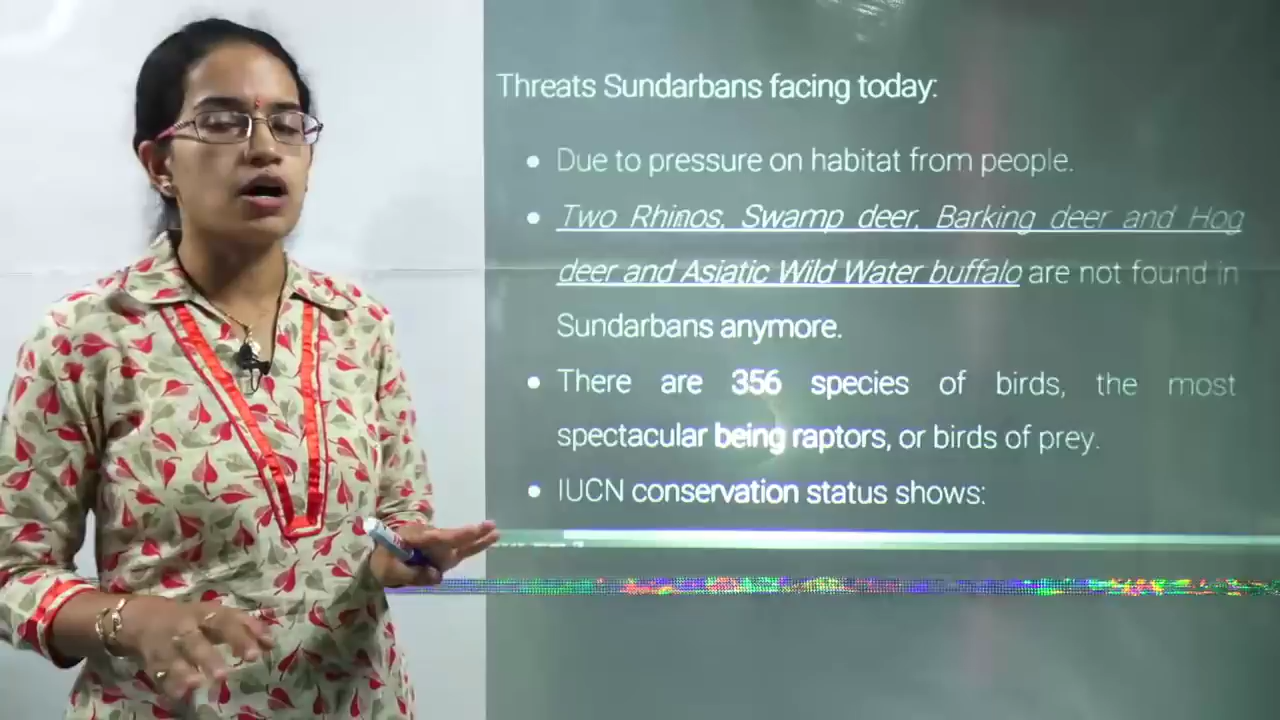 Threats Sundarbans facing today:
• Due to pressure on habitat from people.
• Two Rhinos, Swamp deer, Barking deer and Hog
deer and Asiatic Wild Water buffalo are not found in
Sundarbans anymore.
• There are 356 species of birds, the most
spectacular being raptors, or birds of prey.
• IUCN conservation status shows: